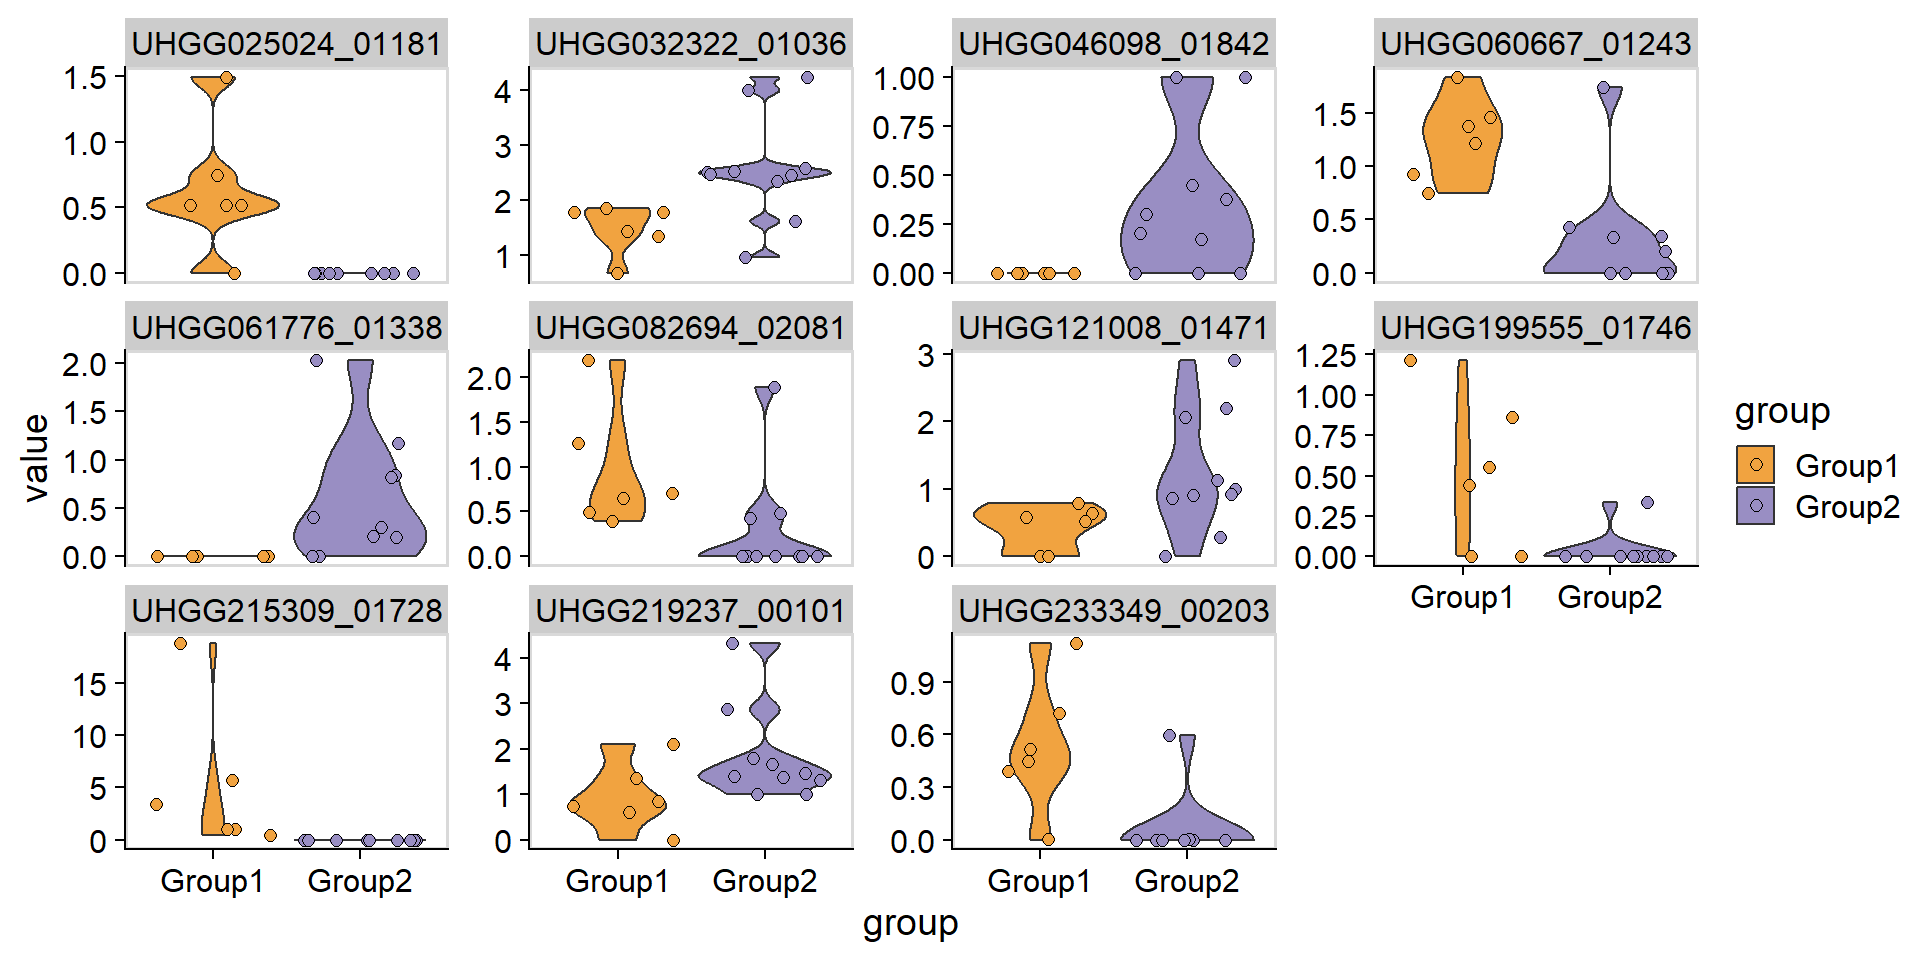 UHGG025024_01181
UHGG032322_01036
UHGG046098_01842
UHGG060667_01243
1.5
1.0
0.5
0.0
4
3
2
1
1.00
0.75
0.50
0.25
0.00
1.5
1.0
0.5
0.0
UHGG061776_01338
UHGG082694_02081
UHGG121008_01471
UHGG199555_01746
2.0
1.5
1.0
0.5
0.0
2.0
1.5
1.0
0.5
0.0
3
2
1
0
1.25
1.00
0.75
0.50
0.25
0.00
Group1
Group2
UHGG215309_01728
UHGG219237_00101
UHGG233349_00203
15
10
5
0
4
3
2
1
0
0.9
0.6
0.3
0.0
Group1
Group2
Group1
Group2
Group1
Group2
value
group
group
Group1
Group2